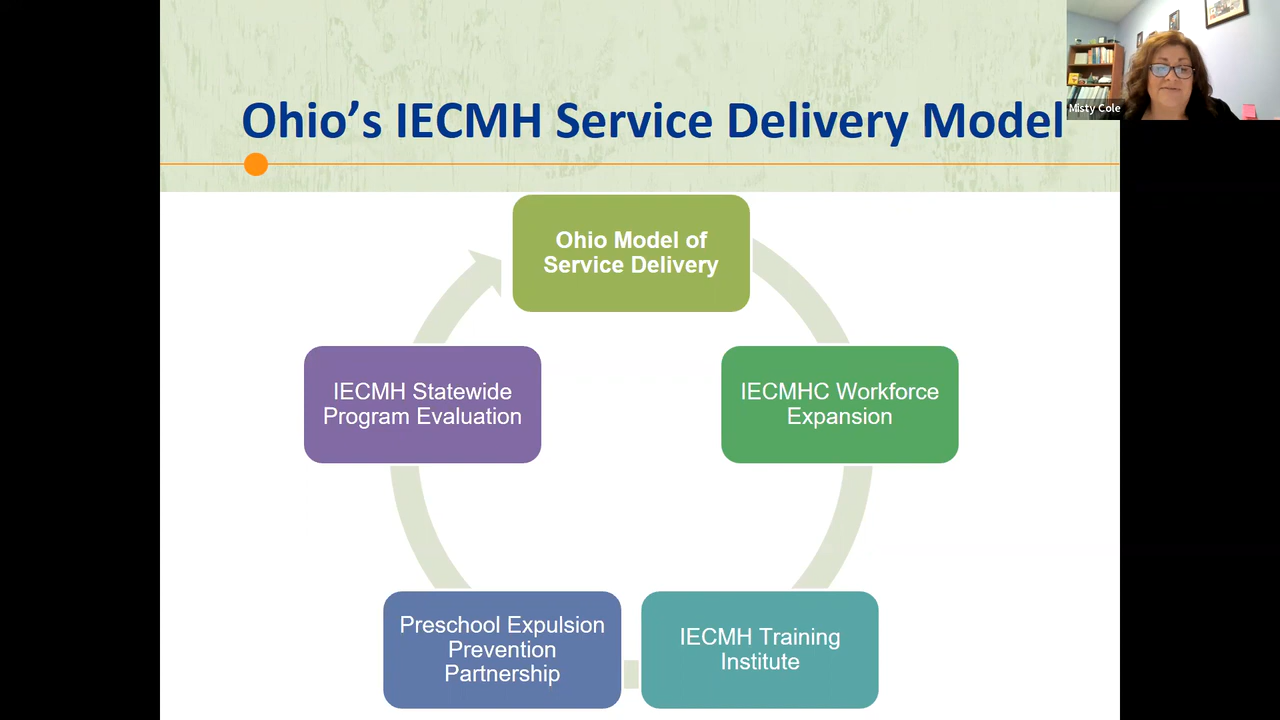 Ohio’s IECMH Service Delivery Model
Misty Cole
Ohio Model of
Service Delivery
IECMHC Workforce
Expansion
IECMH Training
Institute
Preschool Expulsion
Prevention
Partnership
IECMH Statewide
Program Evaluation